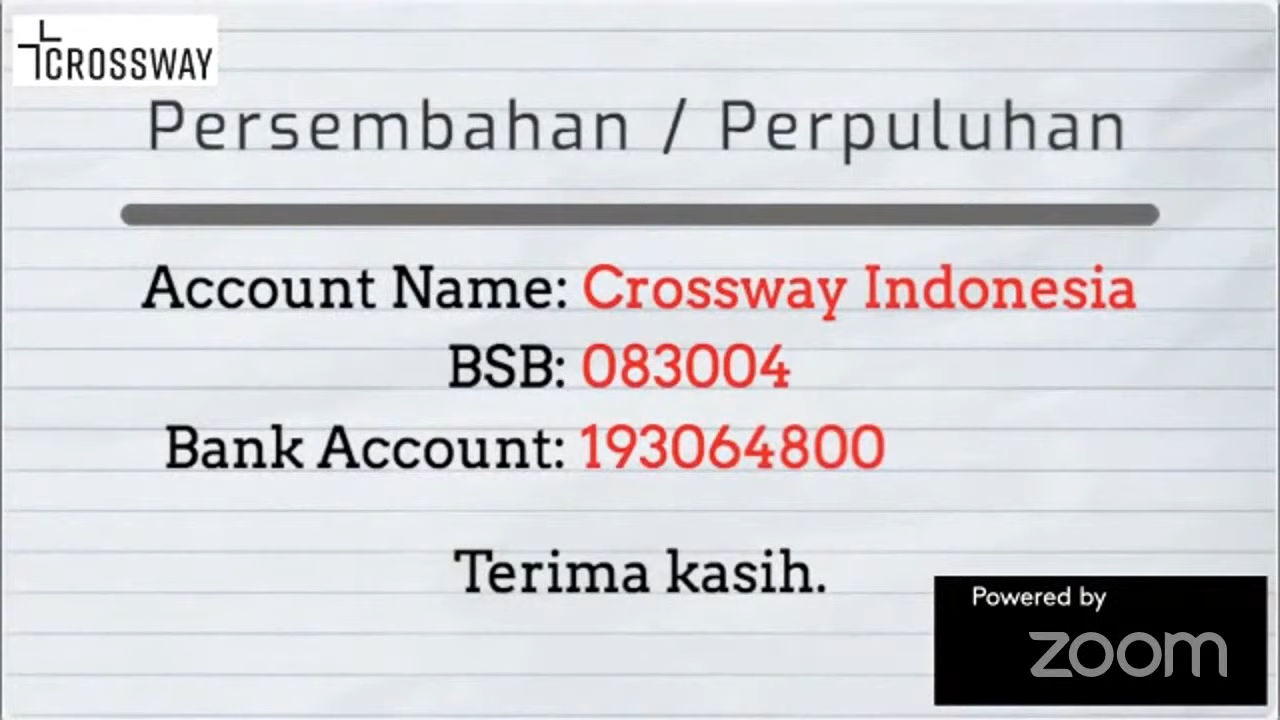 CROSSWAY
Persembahan / Perpuluhan
Account Name: Crossway Indonesia
BSB: 083004
Bank Account: 193064800
Terima kasih.
Powered by
zoom